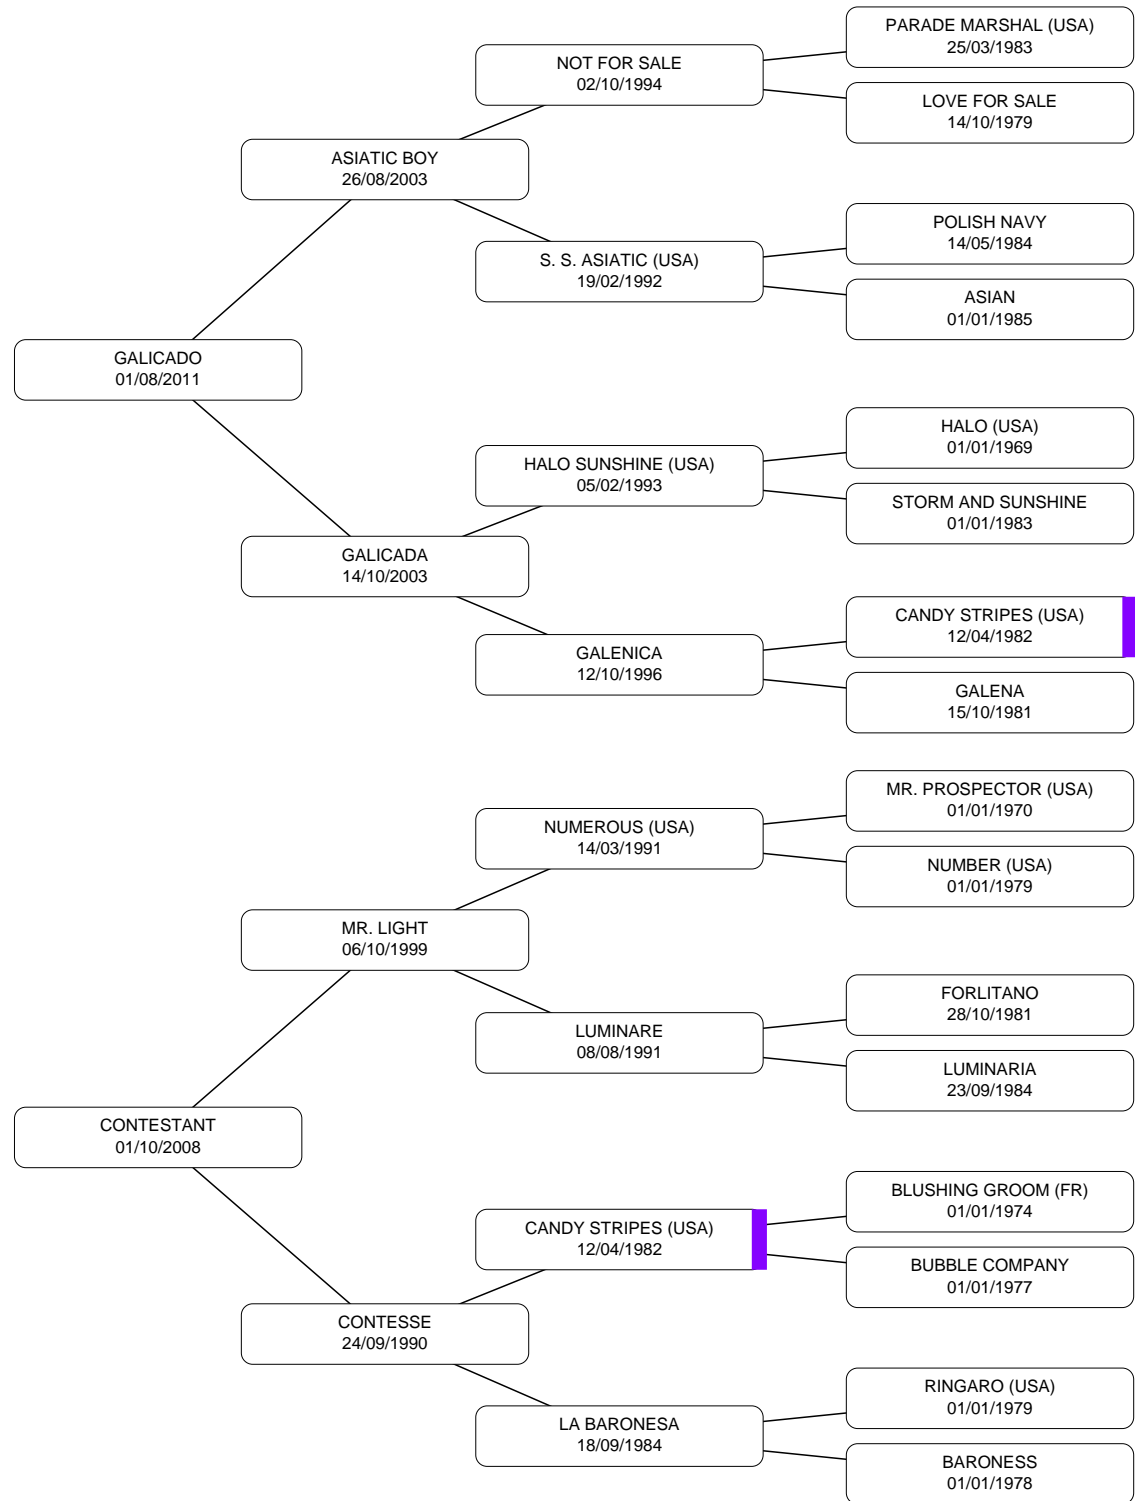 PARADE MARSHAL (USA)
25/03/1983
NOT FOR SALE
02/10/1994
LOVE FOR SALE
14/10/1979
ASIATIC BOY
26/08/2003
POLISH NAVY
14/05/1984
S. S. ASIATIC (USA)
19/02/1992
ASIAN
01/01/1985
GALICADO
01/08/2011
HALO (USA)
01/01/1969
HALO SUNSHINE (USA)
05/02/1993
STORM AND SUNSHINE
01/01/1983
GALICADA
14/10/2003
CANDY STRIPES (USA)
12/04/1982
GALENICA
12/10/1996
GALENA
15/10/1981
MR. PROSPECTOR (USA)
01/01/1970
NUMEROUS (USA)
14/03/1991
NUMBER (USA)
01/01/1979
MR. LIGHT
06/10/1999
FORLITANO
28/10/1981
LUMINARE
08/08/1991
LUMINARIA
23/09/1984
CONTESTANT
01/10/2008
BLUSHING GROOM (FR)
01/01/1974
CANDY STRIPES (USA)
12/04/1982
BUBBLE COMPANY
01/01/1977
CONTESSE
24/09/1990
RINGARO (USA)
01/01/1979
LA BARONESA
18/09/1984
BARONESS
01/01/1978